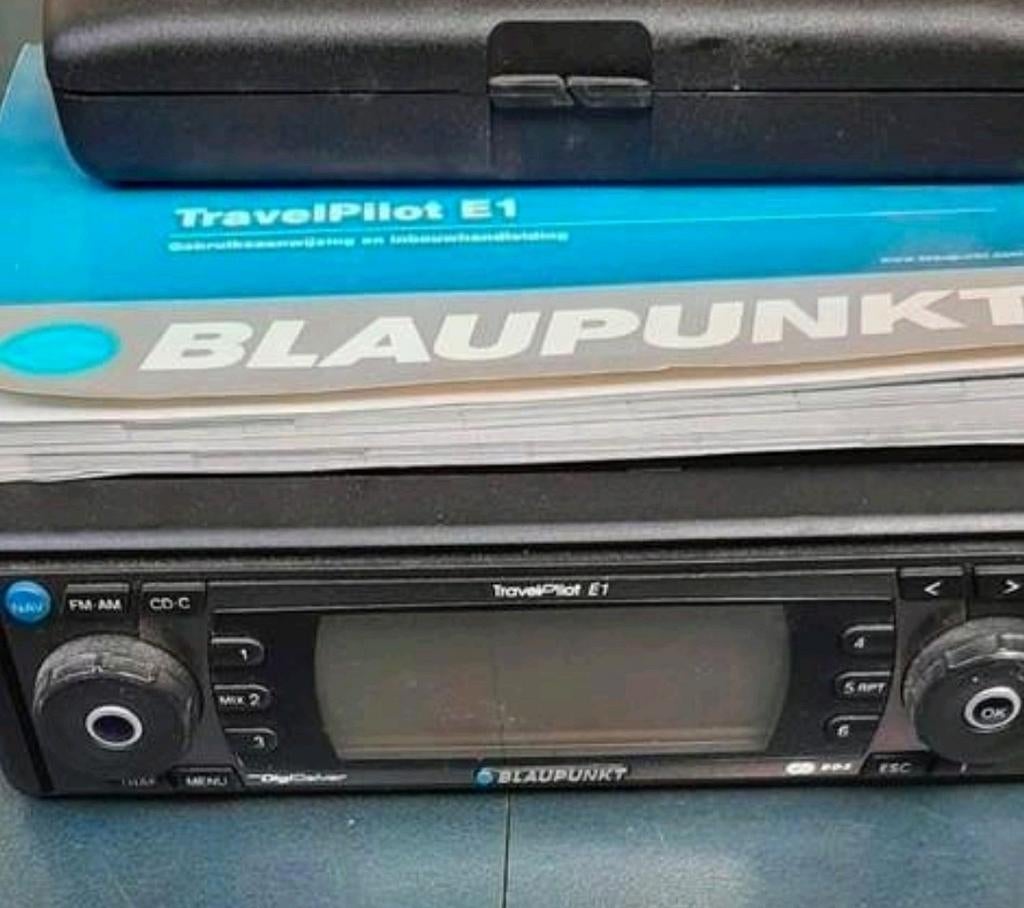 TravelPilot E1
Gebruiksaanwijzing en inbouwhandleiding
BLAUPUNKT
TravelPilot E1
NAV
FM·AM
CD·C
<
>
1
MIX 2
3
4
5 RPT
6
OK
MENU
DigiCeiver
BLAUPUNKT
RDS
ESC